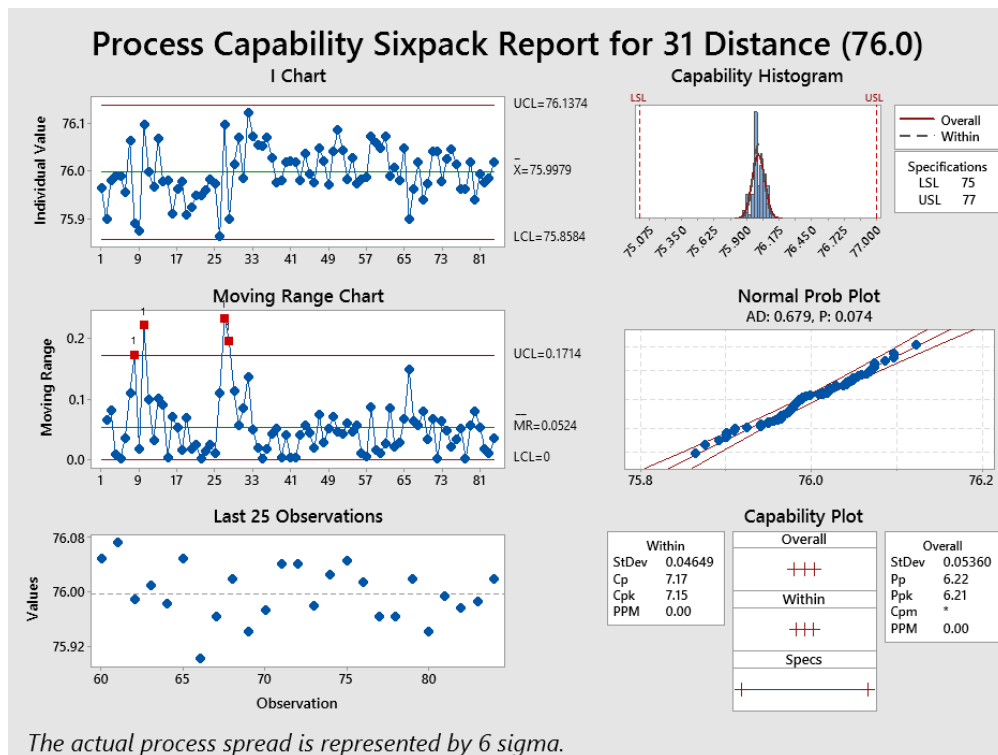 Process Capability Sixpack Report for 31 Distance (76.0)
I Chart
Individual Value
76.1
76.0
75.9
1 9 17 25 33 41 49 57 65 73 81
UCL=76.1374
X̅=75.9979
LCL=75.8584
Capability Histogram
LSL USL
75.075 75.350 75.625 75.900 76.175 76.450 76.725 77.000
Overall
Within
Specifications
LSL 75
USL 77
Moving Range Chart
Moving Range
0.2
0.1
0.0
1 9 17 25 33 41 49 57 65 73 81
1
1
UCL=0.1714
M̅R̅=0.0524
LCL=0
Normal Prob Plot
AD: 0.679, P: 0.074
75.8 76.0 76.2
Last 25 Observations
Values
76.08
76.00
75.92
60 65 70 75 80
Observation
Capability Plot
Within
StDev 0.04649
Cp 7.17
Cpk 7.15
PPM 0.00
Overall
Within
Specs
Overall
StDev 0.05360
Pp 6.22
Ppk 6.21
Cpm *
PPM 0.00
The actual process spread is represented by 6 sigma.